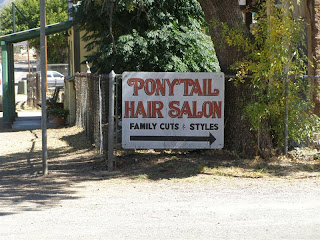 PONY TAIL
HAIR SALON
FAMILY CUTS & STYLES